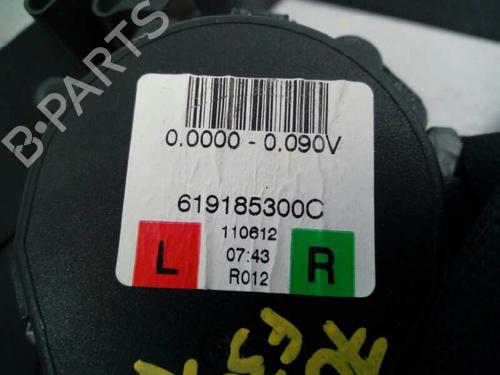 B-PARTS
0.0000 - 0.090V
619185300C
110612
07:43
R012
L
R